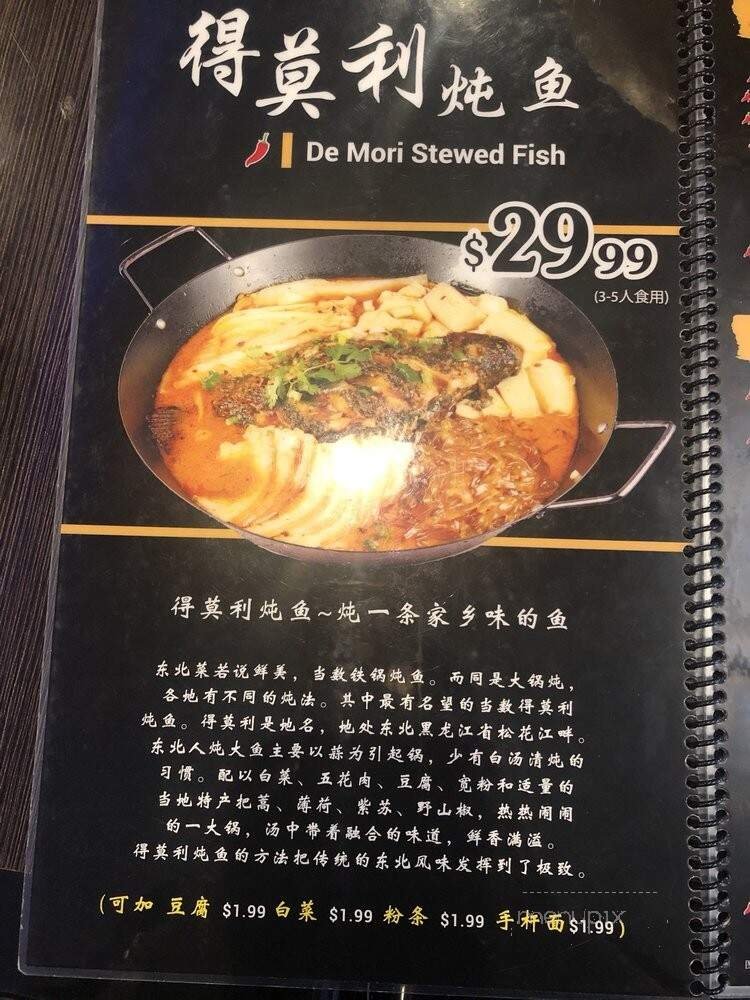 得莫利炖鱼
De Mori Stewed Fish
$29.99
(3-5人食用)
得莫利炖鱼~炖一条家乡味的鱼
东北菜若说鲜美，当数铁锅炖鱼。而同是大锅炖，
各地有不同的炖法。其中最有名望的当数得莫利
炖鱼。得莫利是地名，地处东北黑龙江省松花江畔。
东北人炖大鱼主要以蒜为引起锅，少有白汤清炖的
习惯。配以白菜、五花肉、豆腐、宽粉和适量的
当地特产把蒿、薄荷、紫苏、野山椒，热热闹闹
的一大锅，汤中带着融合的味道，鲜香满溢。
得莫利炖鱼的方法把传统的东北风味发挥到了极致。
(可加 豆腐 $1.99 白菜 $1.99 粉条 $1.99 手杆面 $1.99)
menupix